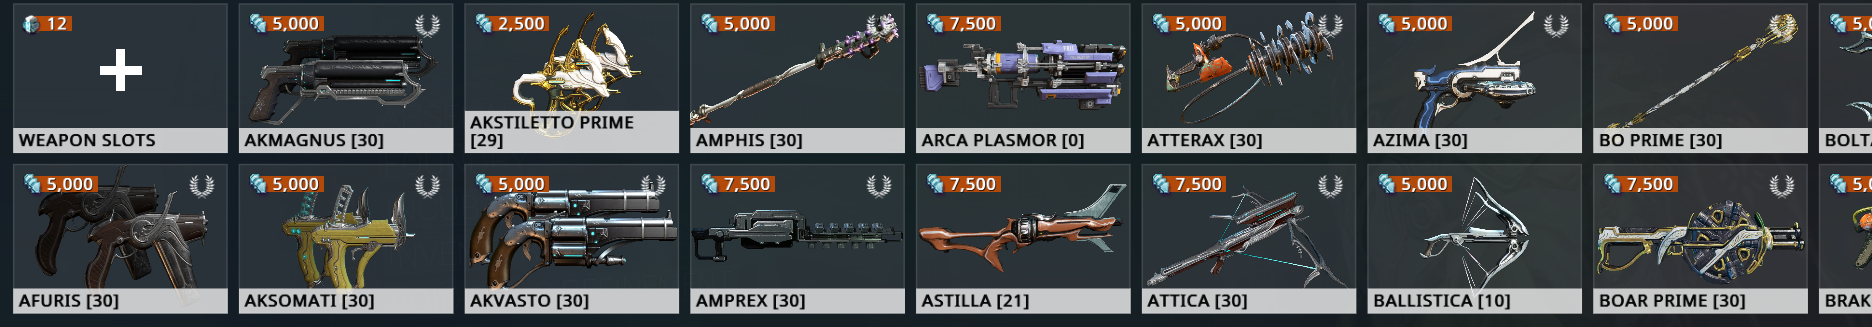 12
WEAPON SLOTS
5,000
AKMAGNUS [30]
2,500
AKSTILETTO PRIME
[29]
5,000
AMPHIS [30]
7,500
ARCA PLASMOR [0]
5,000
ATTERAX [30]
5,000
AZIMA [30]
5,000
BO PRIME [30]
5,0
BOLTA
5,000
AFURIS [30]
5,000
AKSOMATI [30]
5,000
AKVASTO [30]
7,500
AMPREX [30]
7,500
ASTILLA [21]
7,500
ATTICA [30]
5,000
BALLISTICA [10]
7,500
BOAR PRIME [30]
5,0
BRAK